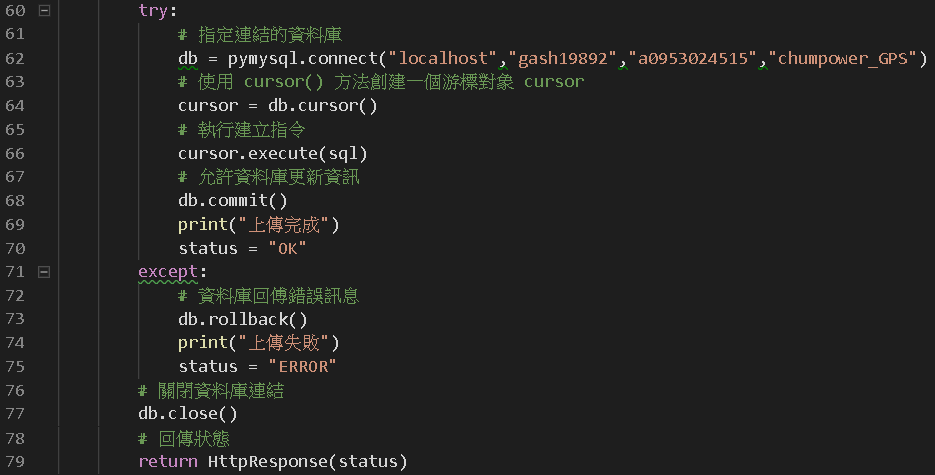 60 try:
61 # 指定連結的資料庫
62 db = pymysql.connect("localhost","gash19892","a0953024515","chumpower_GPS")
63 # 使用 cursor() 方法創建一個游標對象 cursor
64 cursor = db.cursor()
65 # 執行建立指令
66 cursor.execute(sql)
67 # 允許資料庫更新資訊
68 db.commit()
69 print("上傳完成")
70 status = "OK"
71 except:
72 # 資料庫回傳錯誤訊息
73 db.rollback()
74 print("上傳失敗")
75 status = "ERROR"
76 # 關閉資料庫連結
77 db.close()
78 # 回傳狀態
79 return HttpResponse(status)